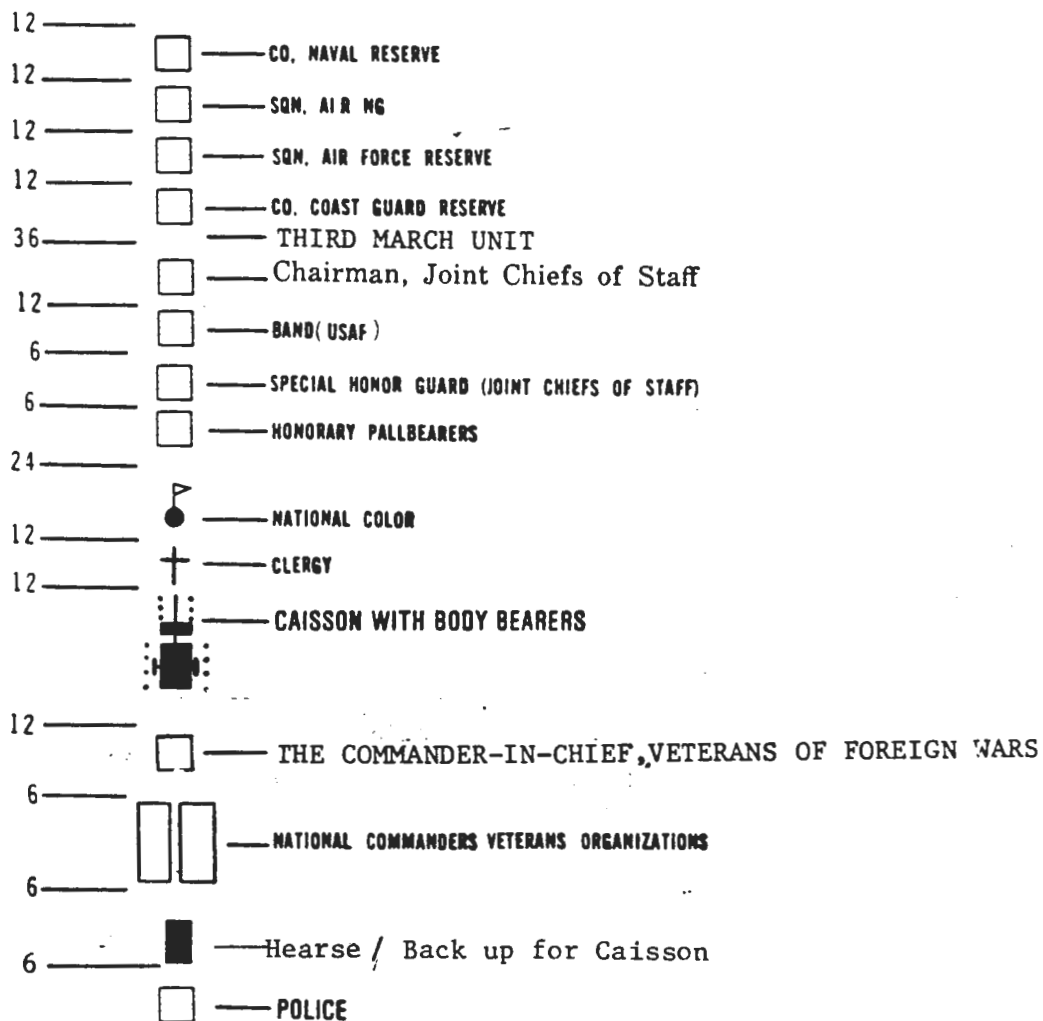 12
CO. NAVAL RESERVE
12
SQN. AIR NG
12
SQN. AIR FORCE RESERVE
12
CO. COAST GUARD RESERVE
36 THIRD MARCH UNIT
Chairman, Joint Chiefs of Staff
12
BAND (USAF)
6
SPECIAL HONOR GUARD (JOINT CHIEFS OF STAFF)
6
HONORARY PALLBEARERS
24
NATIONAL COLOR
12
CLERGY
12
CAISSON WITH BODY BEARERS
12
THE COMMANDER-IN-CHIEF, VETERANS OF FOREIGN WARS
6
NATIONAL COMMANDERS VETERANS ORGANIZATIONS
6
Hearse / Back up for Caisson
6
POLICE